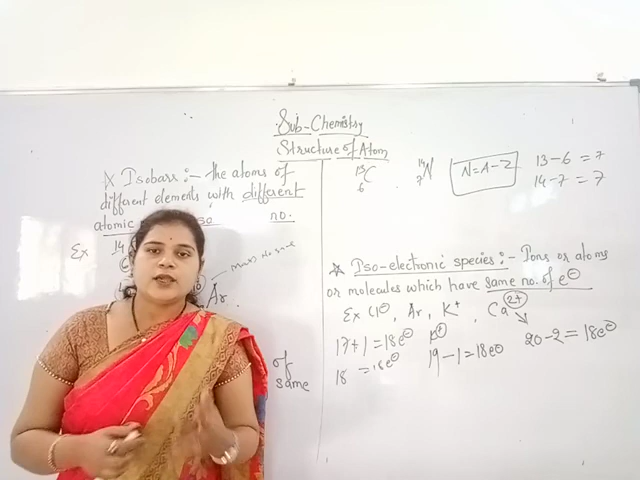 Sub-Chemistry
Structure of Atom
* Isobars:- the atoms of
different elements with different
atomic
no.
Ex 14
6
mass no same
Ar
of
same
13C6
14N7
N=A-Z
13-6 = 7
14-7 = 7
* Iso-electronic species:- Ions or atoms
or molecules which have same no. of e⊖
Ex Cl⊖, Ar, K+, Ca2+
17+1 = 18e⊖
K⊕
20-2 = 18e⊖
18 = 18e⊖
19-1 = 18e⊖